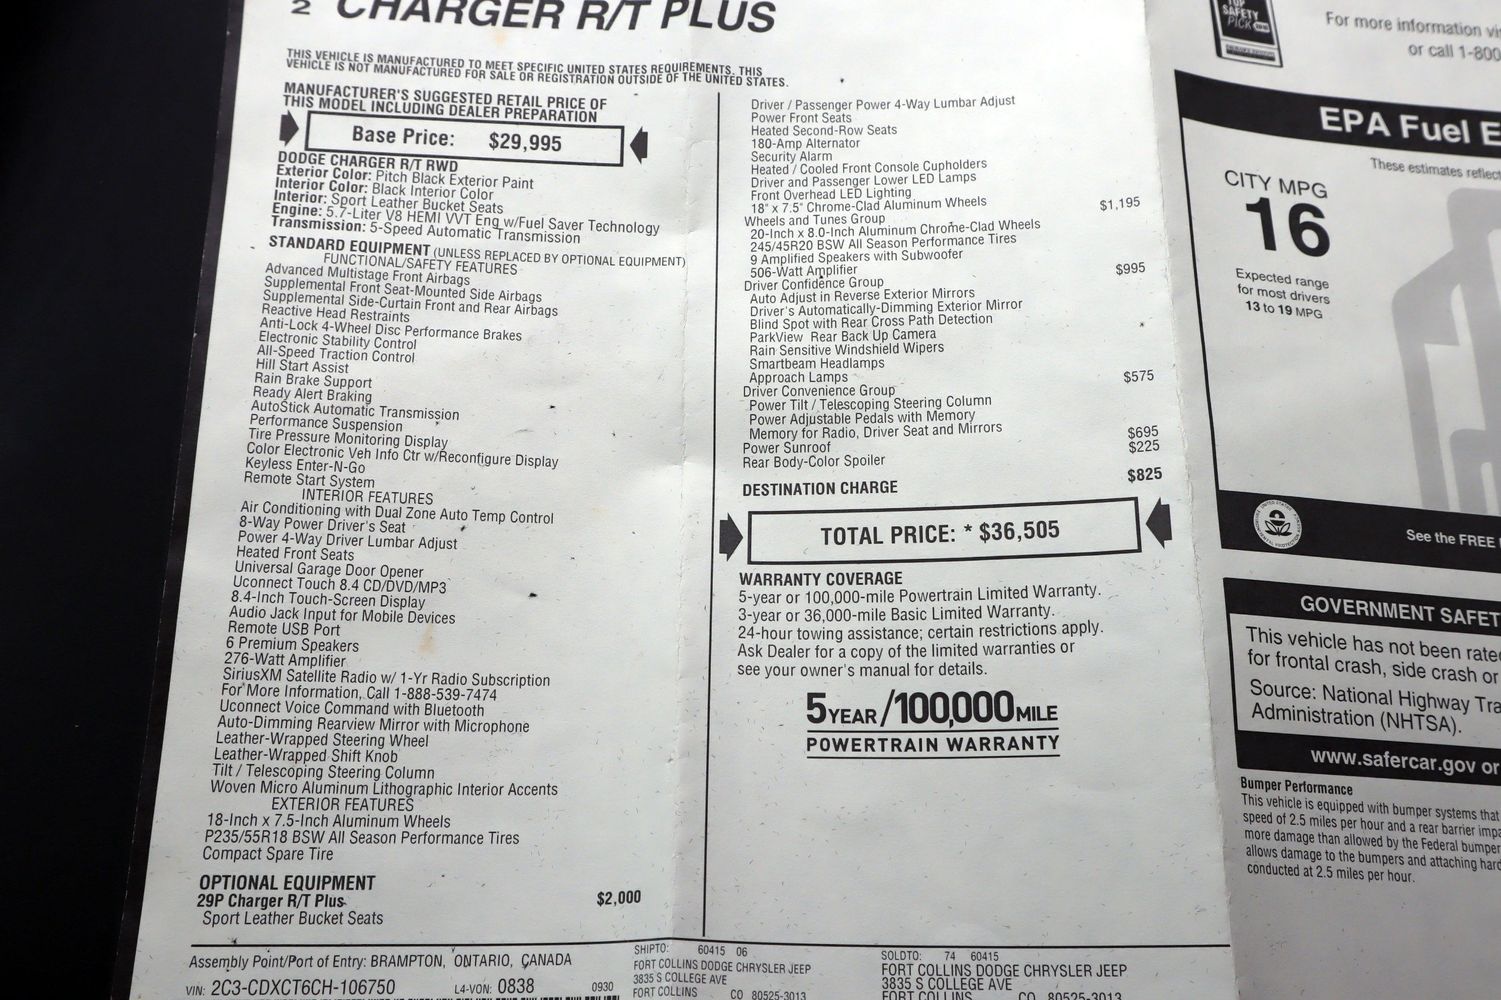 2 CHARGER R/T PLUS
THIS VEHICLE IS MANUFACTURED TO MEET SPECIFIC UNITED STATES REQUIREMENTS. THIS
VEHICLE IS NOT MANUFACTURED FOR SALE OR REGISTRATION OUTSIDE OF THE UNITED STATES.
MANUFACTURER'S SUGGESTED RETAIL PRICE OF
THIS MODEL INCLUDING DEALER PREPARATION
Base Price: $29,995
DODGE CHARGER R/T RWD
Exterior Color: Pitch Black Exterior Paint
Interior Color: Black Interior Color
Interior: Sport Leather Bucket Seats
Engine: 5.7-Liter V8 HEMI VVT Eng w/Fuel Saver Technology
Transmission: 5-Speed Automatic Transmission
STANDARD EQUIPMENT (UNLESS REPLACED BY OPTIONAL EQUIPMENT)
FUNCTIONAL/SAFETY FEATURES
Advanced Multistage Front Airbags
Supplemental Front Seat-Mounted Side Airbags
Supplemental Side-Curtain Front and Rear Airbags
Reactive Head Restraints
Anti-Lock 4-Wheel Disc Performance Brakes
Electronic Stability Control
All-Speed Traction Control
Hill Start Assist
Rain Brake Support
Ready Alert Braking
AutoStick Automatic Transmission
Performance Suspension
Tire Pressure Monitoring Display
Color Electronic Veh Info Ctr w/Reconfigure Display
Keyless Enter-N-Go
Remote Start System
INTERIOR FEATURES
Air Conditioning with Dual Zone Auto Temp Control
8-Way Power Driver's Seat
Power 4-Way Driver Lumbar Adjust
Heated Front Seats
Universal Garage Door Opener
Uconnect Touch 8.4 CD/DVD/MP3
8.4-Inch Touch-Screen Display
Audio Jack Input for Mobile Devices
Remote USB Port
6 Premium Speakers
276-Watt Amplifier
SiriusXM Satellite Radio w/ 1-Yr Radio Subscription
For More Information, Call 1-888-539-7474
Uconnect Voice Command with Bluetooth
Auto-Dimming Rearview Mirror with Microphone
Leather-Wrapped Steering Wheel
Leather-Wrapped Shift Knob
Tilt / Telescoping Steering Column
Woven Micro Aluminum Lithographic Interior Accents
EXTERIOR FEATURES
18-Inch x 7.5-Inch Aluminum Wheels
P235/55R18 BSW All Season Performance Tires
Compact Spare Tire
OPTIONAL EQUIPMENT
29P Charger R/T Plus $2,000
Sport Leather Bucket Seats
Driver / Passenger Power 4-Way Lumbar Adjust
Power Front Seats
Heated Second-Row Seats
180-Amp Alternator
Security Alarm
Heated / Cooled Front Console Cupholders
Driver and Passenger Lower LED Lamps
Front Overhead LED Lighting
18" x 7.5" Chrome-Clad Aluminum Wheels
Wheels and Tunes Group $1,195
20-Inch x 8.0-Inch Aluminum Chrome-Clad Wheels
245/45R20 BSW All Season Performance Tires
9 Amplified Speakers with Subwoofer
506-Watt Amplifier
Driver Confidence Group $995
Auto Adjust in Reverse Exterior Mirrors
Driver's Automatically-Dimming Exterior Mirror
Blind Spot with Rear Cross Path Detection
ParkView Rear Back Up Camera
Rain Sensitive Windshield Wipers
Smartbeam Headlamps
Approach Lamps
Driver Convenience Group $575
Power Tilt / Telescoping Steering Column
Power Adjustable Pedals with Memory
Memory for Radio, Driver Seat and Mirrors
Power Sunroof $695
Rear Body-Color Spoiler $225
DESTINATION CHARGE $825
TOTAL PRICE: * $36,505
WARRANTY COVERAGE
5-year or 100,000-mile Powertrain Limited Warranty.
3-year or 36,000-mile Basic Limited Warranty.
24-hour towing assistance; certain restrictions apply.
Ask Dealer for a copy of the limited warranties or
see your owner's manual for details.
5 YEAR/100,000 MILE
POWERTRAIN WARRANTY
Assembly Point/Port of Entry: BRAMPTON, ONTARIO, CANADA
VIN: 2C3-CDXCT6CH-106750 L4-VON: 0838 0930
SHIPTO: 60415 06
FORT COLLINS DODGE CHRYSLER JEEP
3835 S COLLEGE AVE
FORT COLLINS CO 80525-3013
SOLDTO: 74 60415
FORT COLLINS DODGE CHRYSLER JEEP
3835 S COLLEGE AVE
FORT COLLINS CO 80525-3013
TOP
SAFETY
PICK
For more information
or call 1-800
EPA Fuel
These estimates reflect
CITY MPG
16
Expected range
for most drivers
13 to 19 MPG
See the FREE
GOVERNMENT
This vehicle has not been
for frontal crash, side crash or
Source: National Highway
Administration (NHTSA).
www.safercar.gov or
Bumper Performance
This vehicle is equipped with bumper systems that
speed of 2.5 miles per hour and a rear barrier
more damage than allowed by the Federal bumper
allows damage to the bumpers and attaching
conducted at 2.5 miles per hour.